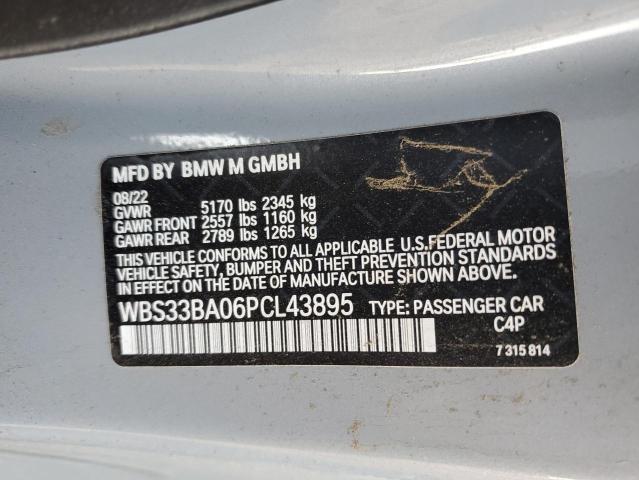 MFD BY BMW M GMBH
08/22
GVWR 5170 lbs 2345 kg
GAWR FRONT 2557 lbs 1160 kg
GAWR REAR 2789 lbs 1265 kg
THIS VEHICLE CONFORMS TO ALL APPLICABLE U.S.FEDERAL MOTOR
VEHICLE SAFETY, BUMPER AND THEFT PREVENTION STANDARDS
IN EFFECT ON THE DATE OF MANUFACTURE SHOWN ABOVE.
WBS33BA06PCL43895 TYPE: PASSENGER CAR
C4P
7 315 814